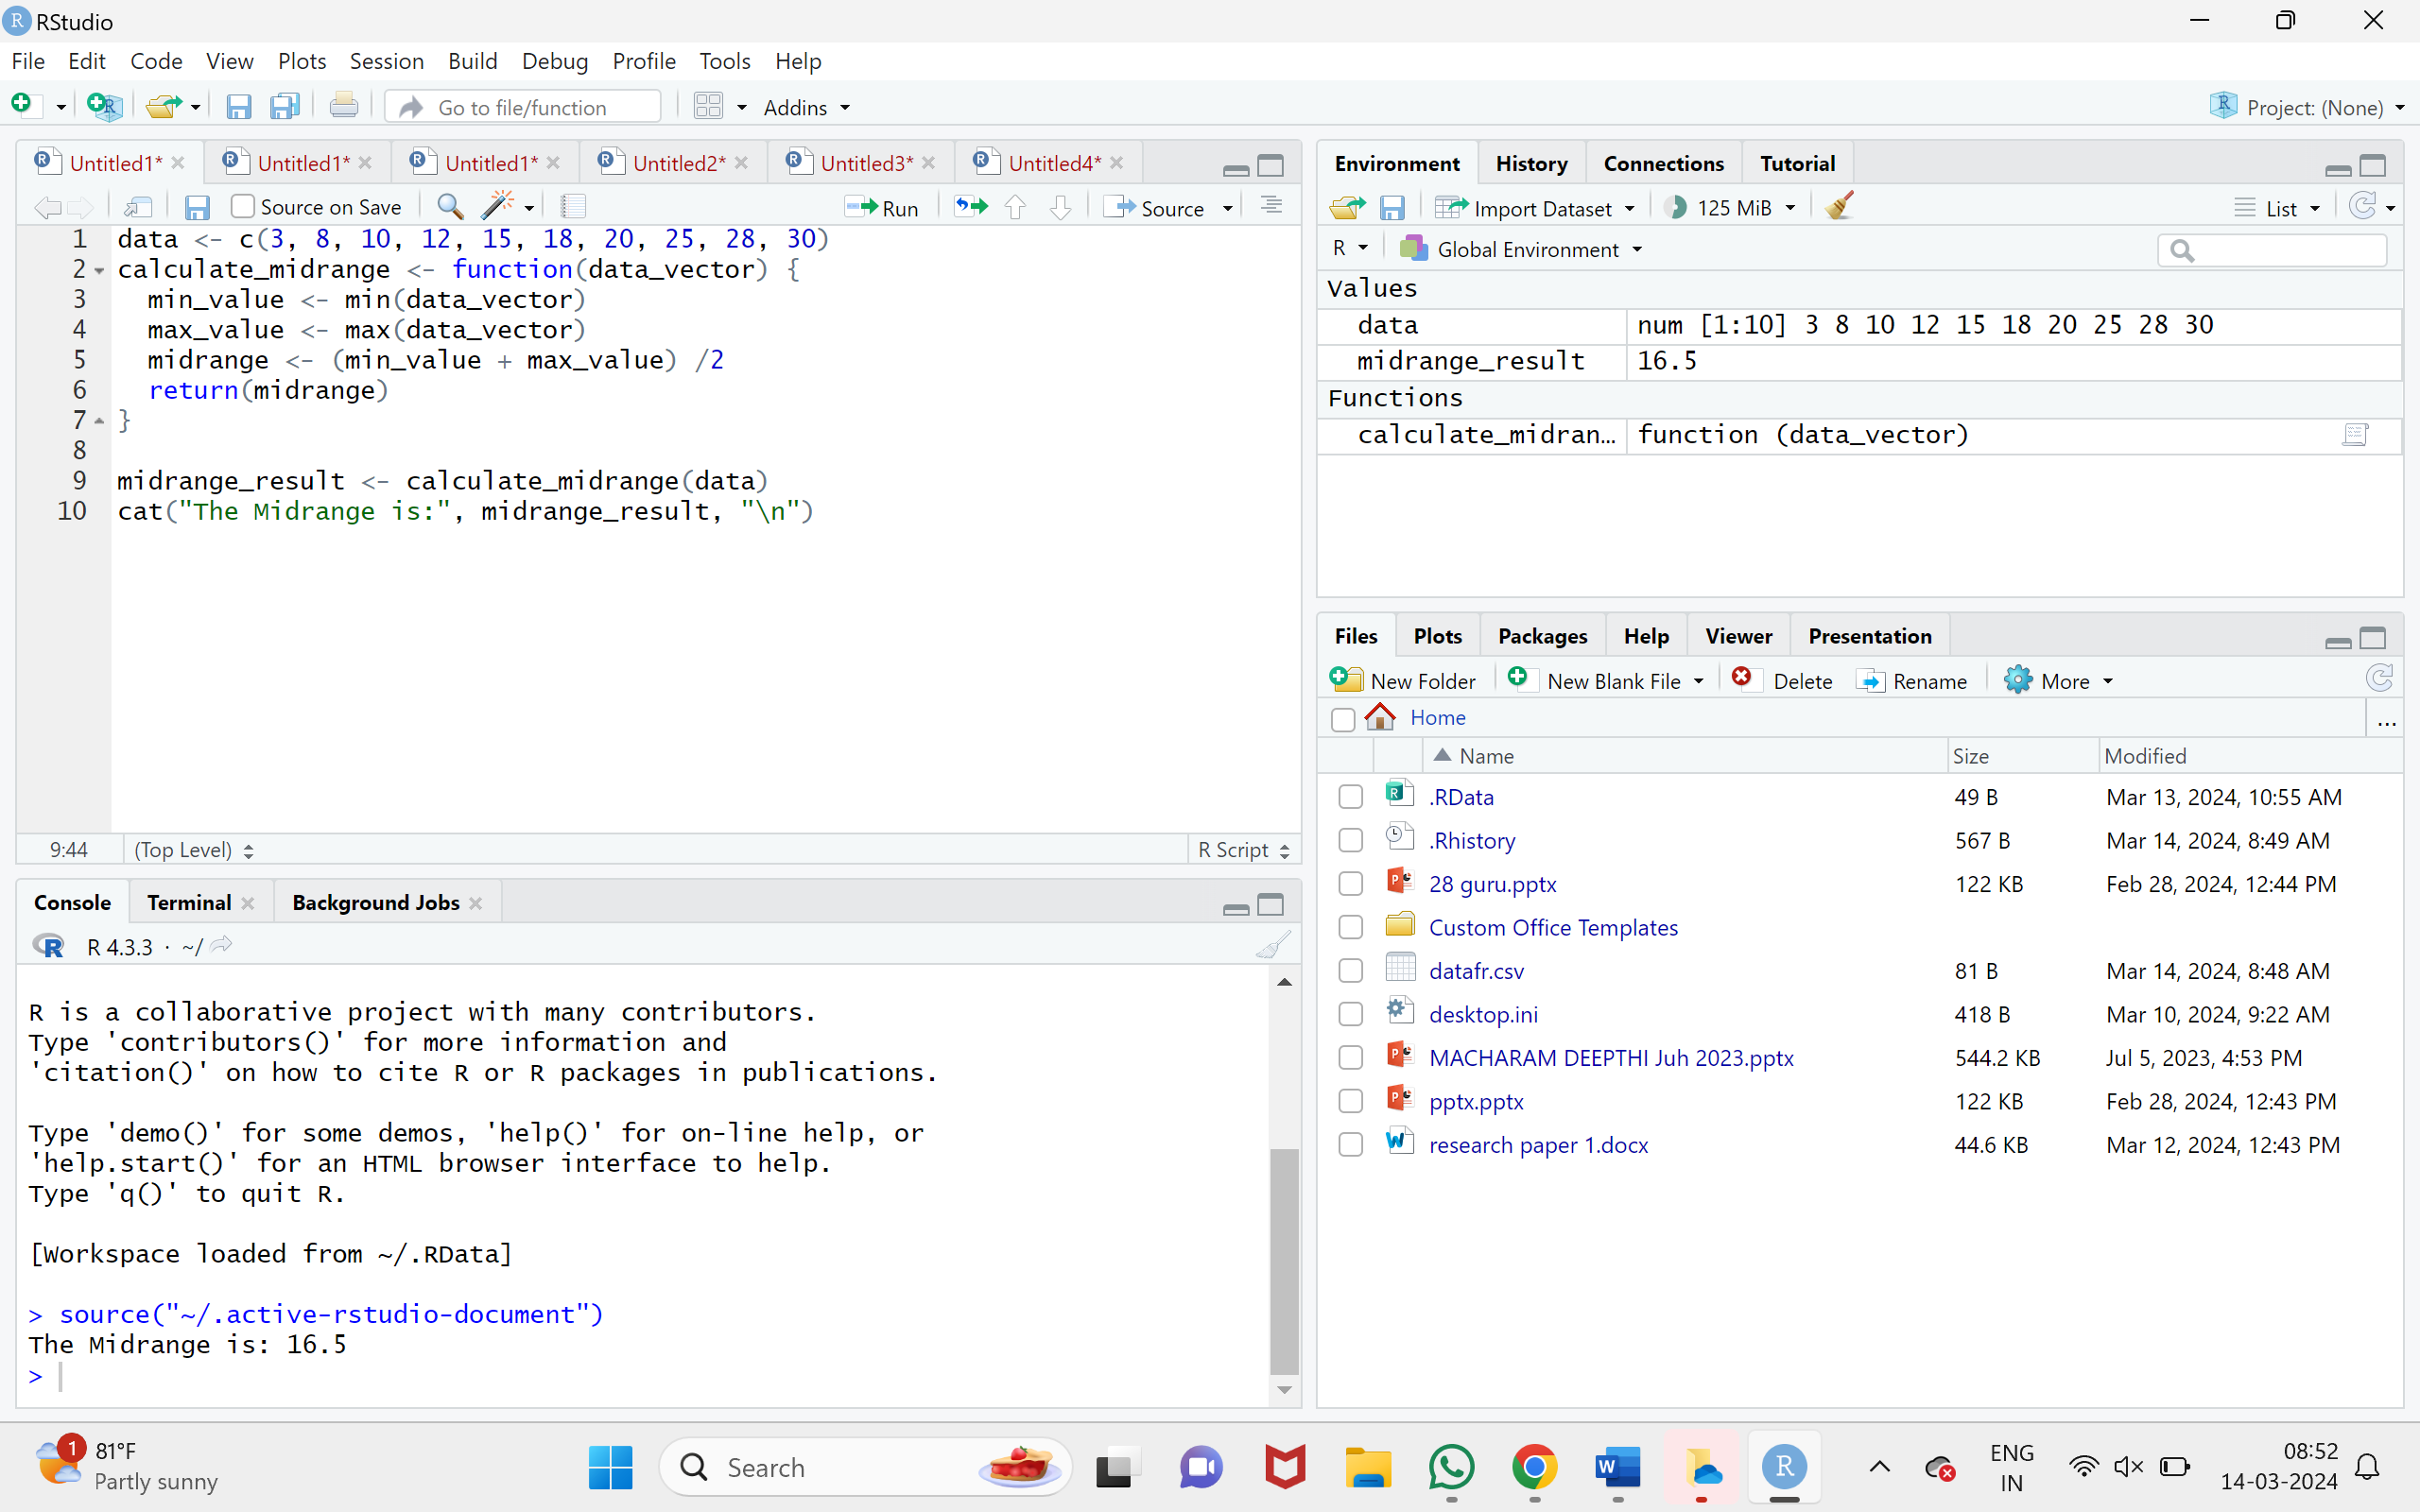 RStudio
File Edit Code View Plots Session Build Debug Profile Tools Help
Go to file/function Addins Project: (None)
Untitled1* Untitled1* Untitled1* Untitled2* Untitled3* Untitled4*
Source on Save Run Source
1 data <- c(3, 8, 10, 12, 15, 18, 20, 25, 28, 30)
2 calculate_midrange <- function(data_vector) {
3   min_value <- min(data_vector)
4   max_value <- max(data_vector)
5   midrange <- (min_value + max_value) /2
6   return(midrange)
7 }
8
9 midrange_result <- calculate_midrange(data)
10 cat("The Midrange is:", midrange_result, "\n")
9:44 (Top Level) R Script
Console Terminal Background Jobs
R 4.3.3 · ~/
R is a collaborative project with many contributors.
Type 'contributors()' for more information and
'citation()' on how to cite R or R packages in publications.
Type 'demo()' for some demos, 'help()' for on-line help, or
'help.start()' for an HTML browser interface to help.
Type 'q()' to quit R.
[Workspace loaded from ~/.RData]
> source("~/.active-rstudio-document")
The Midrange is: 16.5
>
Environment History Connections Tutorial
Import Dataset 125 MiB List
R Global Environment
Values
data num [1:10] 3 8 10 12 15 18 20 25 28 30
midrange_result 16.5
Functions
calculate_midran... function (data_vector)
Files Plots Packages Help Viewer Presentation
New Folder New Blank File Delete Rename More
Home ...
Name Size Modified
.RData 49 B Mar 13, 2024, 10:55 AM
.Rhistory 567 B Mar 14, 2024, 8:49 AM
28 guru.pptx 122 KB Feb 28, 2024, 12:44 PM
Custom Office Templates
datafr.csv 81 B Mar 14, 2024, 8:48 AM
desktop.ini 418 B Mar 10, 2024, 9:22 AM
MACHARAM DEEPTHI Juh 2023.pptx 544.2 KB Jul 5, 2023, 4:53 PM
pptx.pptx 122 KB Feb 28, 2024, 12:43 PM
research paper 1.docx 44.6 KB Mar 12, 2024, 12:43 PM
1 81°F
Partly sunny
Search
ENG
IN
08:52
14-03-2024